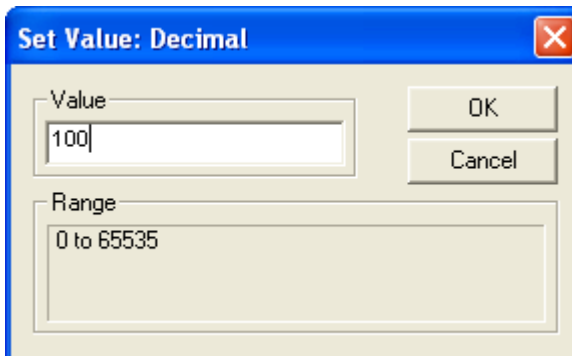 Set Value: Decimal
Value
100
OK
Cancel
Range
0 to 65535